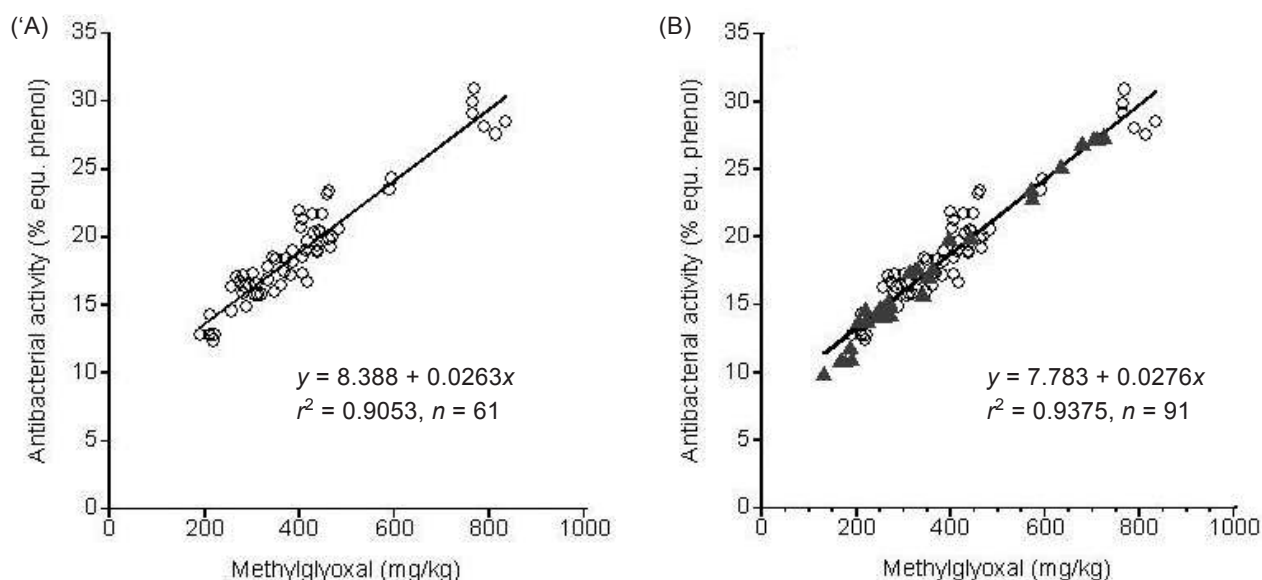 ('A)
Antibacterial activity (% equ. phenol)
35
30
25
20
15
10
5
0
y = 8.388 + 0.0263x
r² = 0.9053, n = 61
0 200 400 600 800 1000
Methylglyoxal (mg/kg)
(B)
Antibacterial activity (% equ. phenol)
35
30
25
20
15
10
5
0
y = 7.783 + 0.0276x
r² = 0.9375, n = 91
0 200 400 600 800 1000
Methylglyoxal (mg/kg)